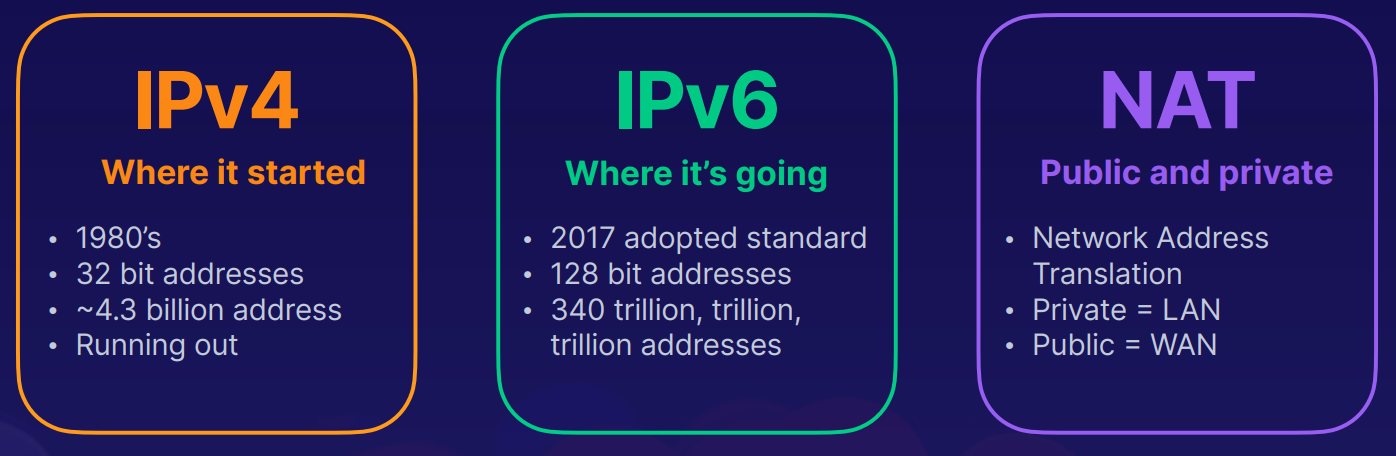 IPv4
Where it started
• 1980’s
• 32 bit addresses
• ~4.3 billion address
• Running out
IPv6
Where it’s going
• 2017 adopted standard
• 128 bit addresses
• 340 trillion, trillion,
trillion addresses
NAT
Public and private
• Network Address
Translation
• Private = LAN
• Public = WAN